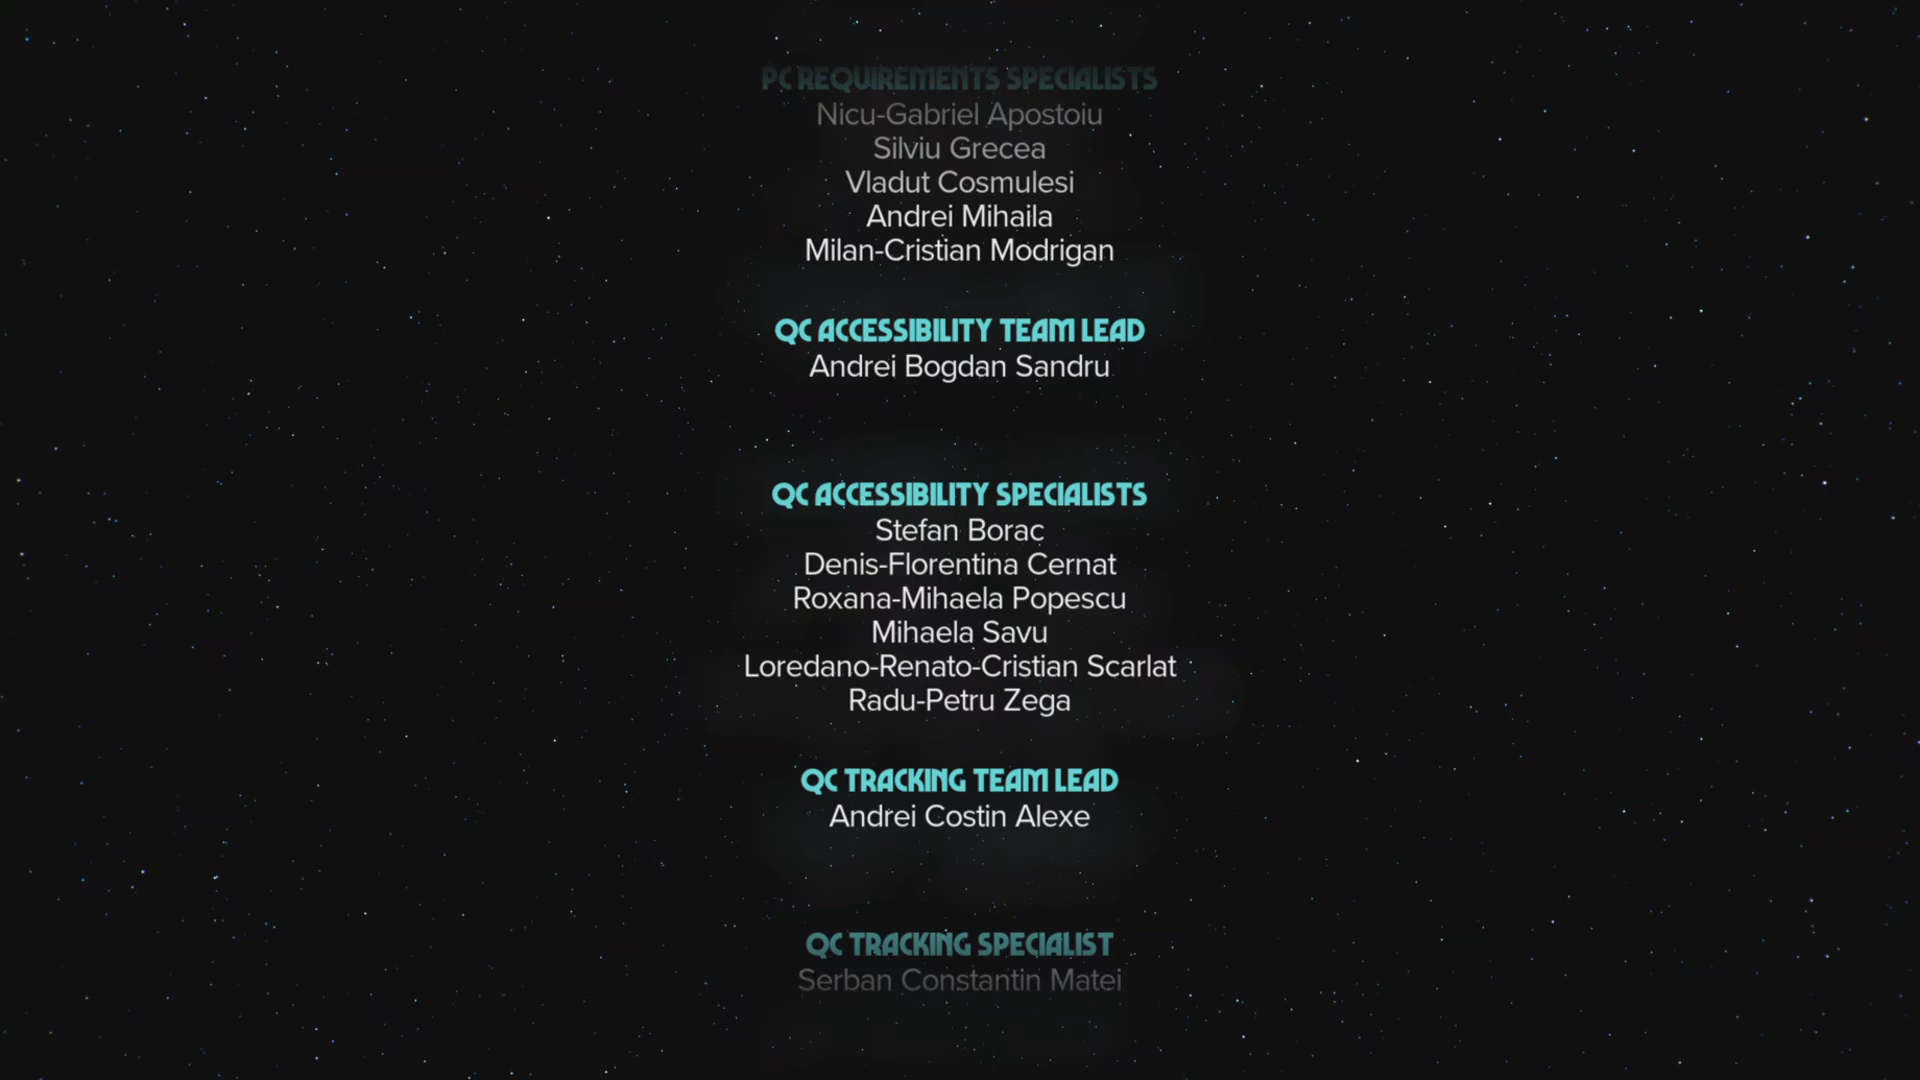 PC REQUIREMENTS SPECIALISTS
Nicu-Gabriel Apostoiu
Silviu Grecea
Vladut Cosmulesi
Andrei Mihaila
Milan-Cristian Modrigan
QC ACCESSIBILITY TEAM LEAD
Andrei Bogdan Sandru
QC ACCESSIBILITY SPECIALISTS
Stefan Borac
Denis-Florentina Cernat
Roxana-Mihaela Popescu
Mihaela Savu
Loredano-Renato-Cristian Scarlat
Radu-Petru Zega
QC TRACKING TEAM LEAD
Andrei Costin Alexe
QC TRACKING SPECIALIST
Serban Constantin Matei